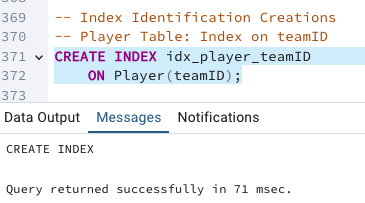 369 -- Index Identification Creations
370 -- Player Table: Index on teamID
371 CREATE INDEX idx_player_teamID
372 ON Player(teamID);
373
Data Output Messages Notifications
CREATE INDEX
Query returned successfully in 71 msec.